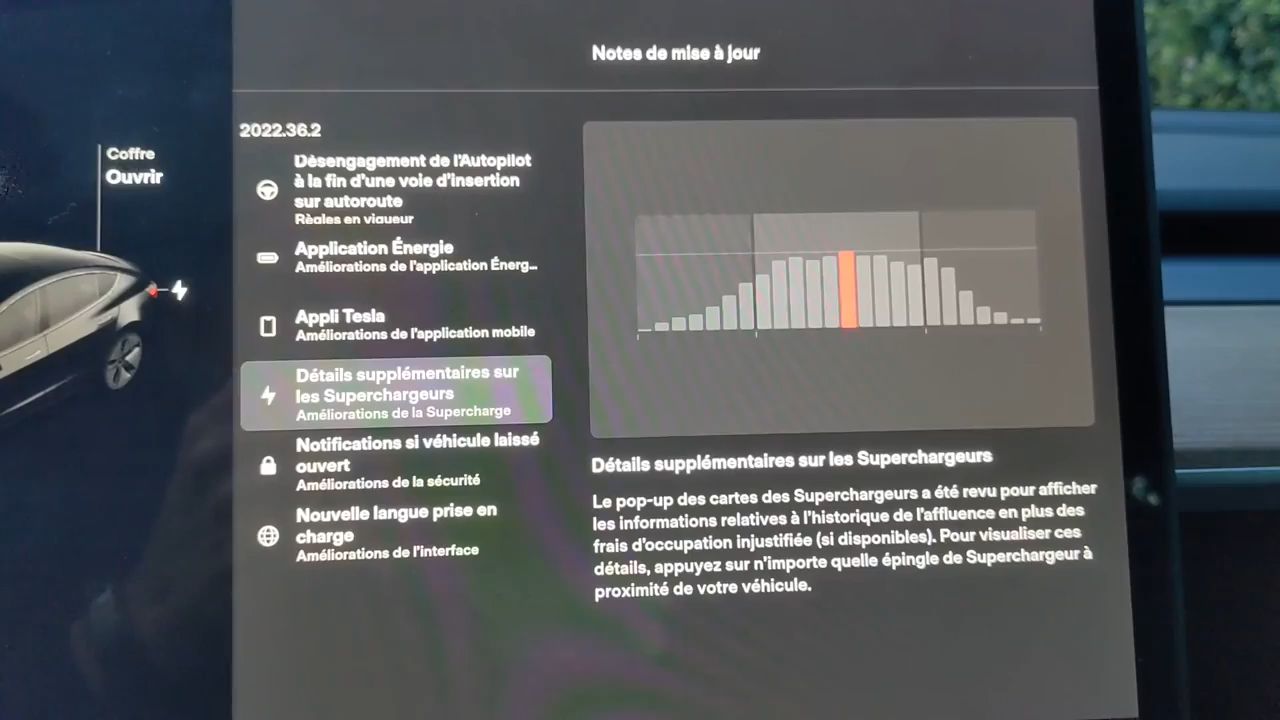 Notes de mise à jour
Coffre
Ouvrir
2022.36.2
Désengagement de l'Autopilot
à la fin d'une voie d'insertion
sur autoroute
Règles en vigueur
Application Énergie
Améliorations de l'application Énerg...
Appli Tesla
Améliorations de l'application mobile
Détails supplémentaires sur
les Superchargeurs
Améliorations de la Supercharge
Notifications si véhicule laissé
ouvert
Améliorations de la sécurité
Nouvelle langue prise en
charge
Améliorations de l'interface
Détails supplémentaires sur les Superchargeurs
Le pop-up des cartes des Superchargeurs a été revu pour afficher
les informations relatives à l'historique de l'affluence en plus des
frais d'occupation injustifiée (si disponibles). Pour visualiser ces
détails, appuyez sur n'importe quelle épingle de Superchargeur à
proximité de votre véhicule.